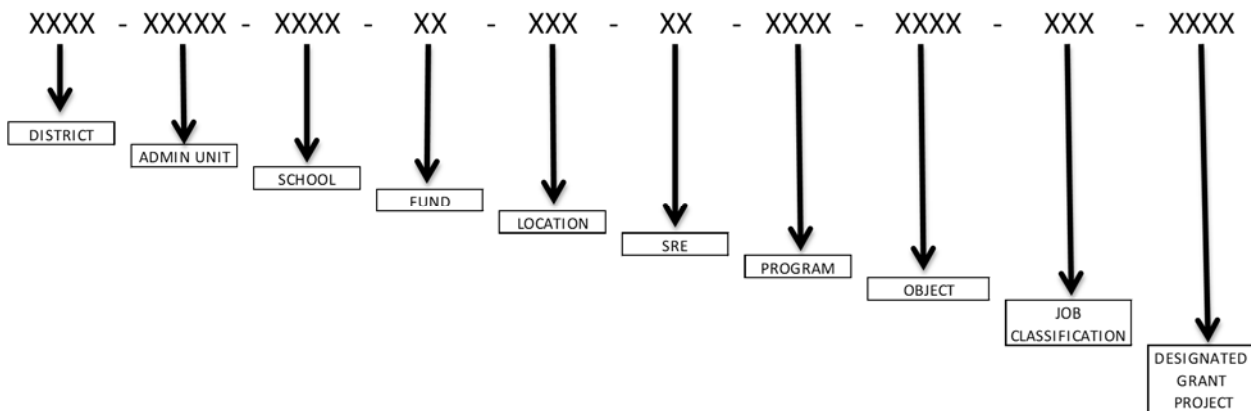 XXXX - XXXXX - XXXX - XX - XXX - XX - XXXX - XXXX - XXX - XXXX
DISTRICT
ADMIN UNIT
SCHOOL
FUND
LOCATION
SRE
PROGRAM
OBJECT
JOB
CLASSIFICATION
DESIGNATED
GRANT
PROJECT